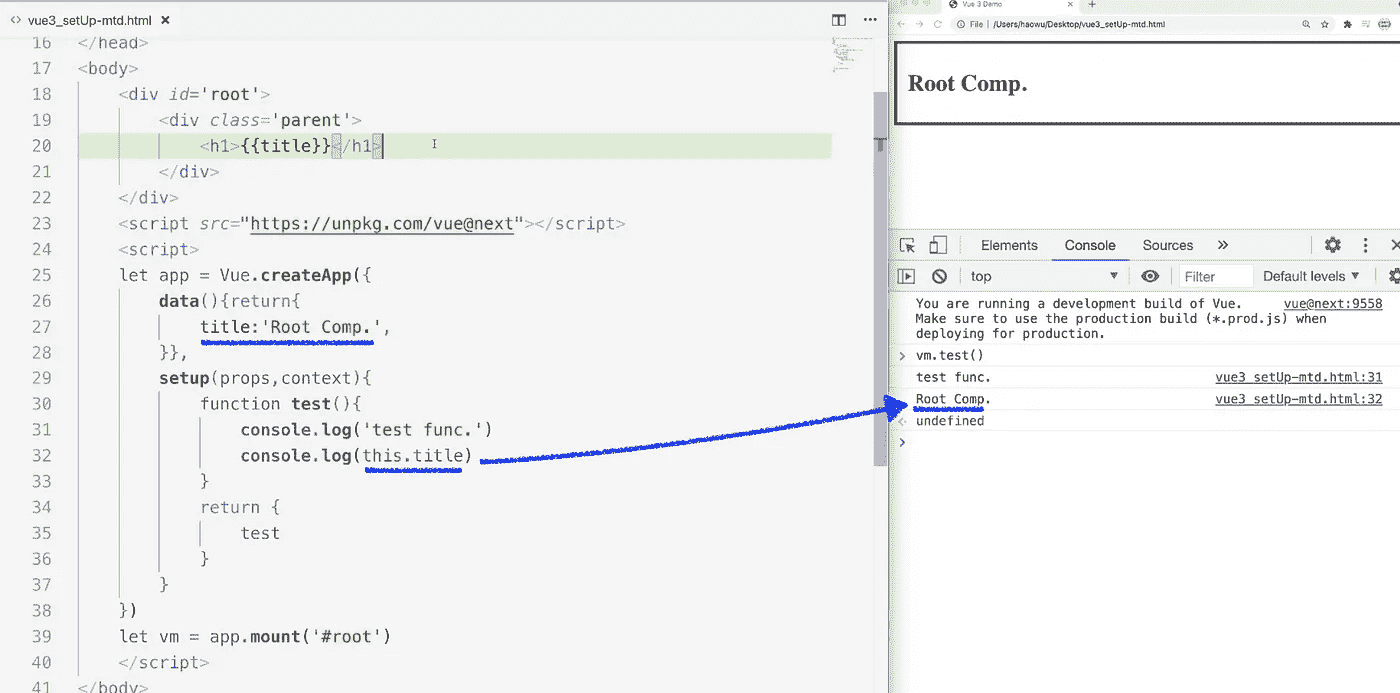 <> vue3_setUp-mtd.html ×
16 </head>
17 <body>
18 <div id='root'>
19 <div class='parent'>
20 <h1>{{title}}</h1>
21 </div>
22 </div>
23 <script src="https://unpkg.com/vue@next"></script>
24 <script>
25 let app = Vue.createApp({
26 data(){return{
27 title:'Root Comp.',
28 }},
29 setup(props,context){
30 function test(){
31 console.log('test func.')
32 console.log(this.title)
33 }
34 return {
35 test
36 }
37 }
38 })
39 let vm = app.mount('#root')
40 </script>
41 </body>
Vue 3 Demo
File | /Users/haowu/Desktop/vue3_setUp-mtd.html
Root Comp.
Elements Console Sources »
top Filter Default levels
You are running a development build of Vue. vue@next:9558
Make sure to use the production build (*.prod.js) when
deploying for production.
> vm.test()
test func. vue3_setUp-mtd.html:31
Root Comp. vue3_setUp-mtd.html:32
undefined
>